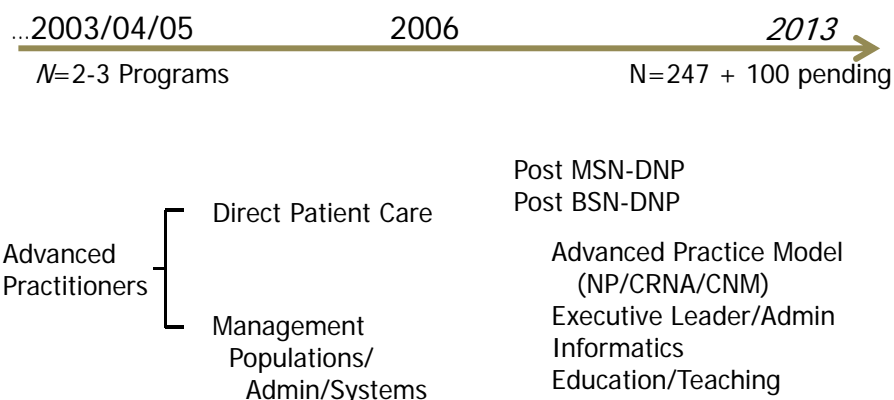 ...2003/04/05 2006 2013
N=2-3 Programs N=247 + 100 pending
Post MSN-DNP
Post BSN-DNP
Direct Patient Care
Advanced
Practitioners
Advanced Practice Model
(NP/CRNA/CNM)
Executive Leader/Admin
Informatics
Education/Teaching
Management
Populations/
Admin/Systems